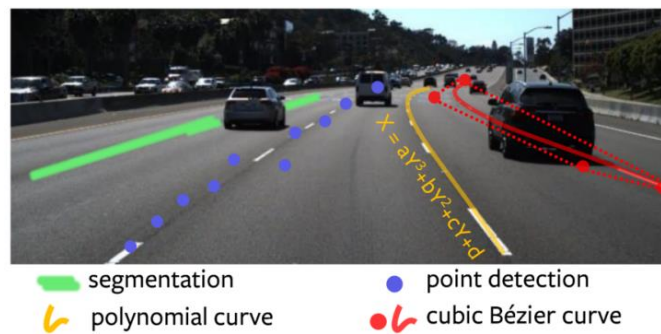 X = aY³+bY²+cY+d
segmentation
point detection
polynomial curve
cubic Bézier curve